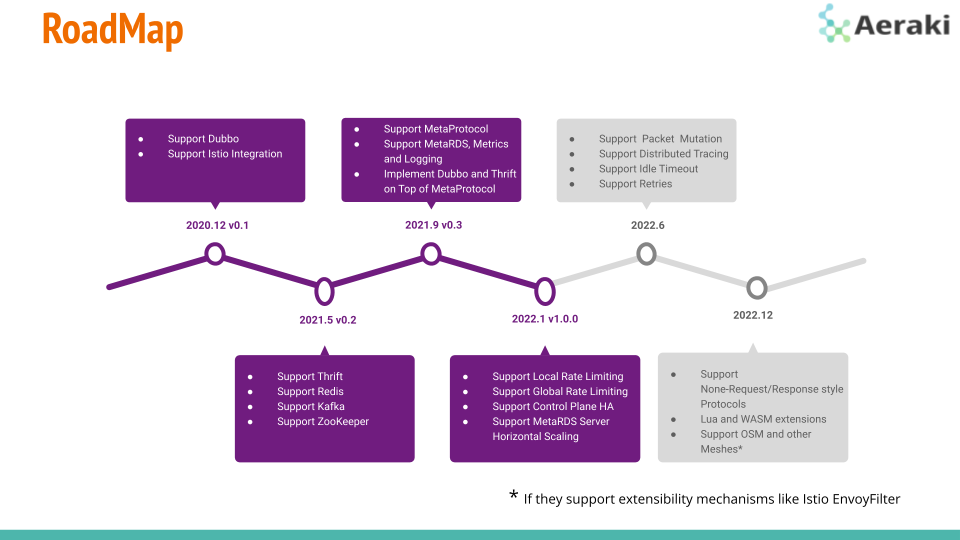 RoadMap
Aeraki
● Support Dubbo
● Support Istio Integration
2020.12 v0.1
● Support MetaProtocol
● Support MetaRDS, Metrics
and Logging
● Implement Dubbo and Thrift
on Top of MetaProtocol
2021.9 v0.3
● Support Packet Mutation
● Support Distributed Tracing
● Support Idle Timeout
● Support Retries
2022.6
2021.5 v0.2
● Support Thrift
● Support Redis
● Support Kafka
● Support ZooKeeper
2022.1 v1.0.0
● Support Local Rate Limiting
● Support Global Rate Limiting
● Support Control Plane HA
● Support MetaRDS Server
Horizontal Scaling
2022.12
● Support
None-Request/Response style
Protocols
● Lua and WASM extensions
● Support OSM and other
Meshes*
* If they support extensibility mechanisms like Istio EnvoyFilter